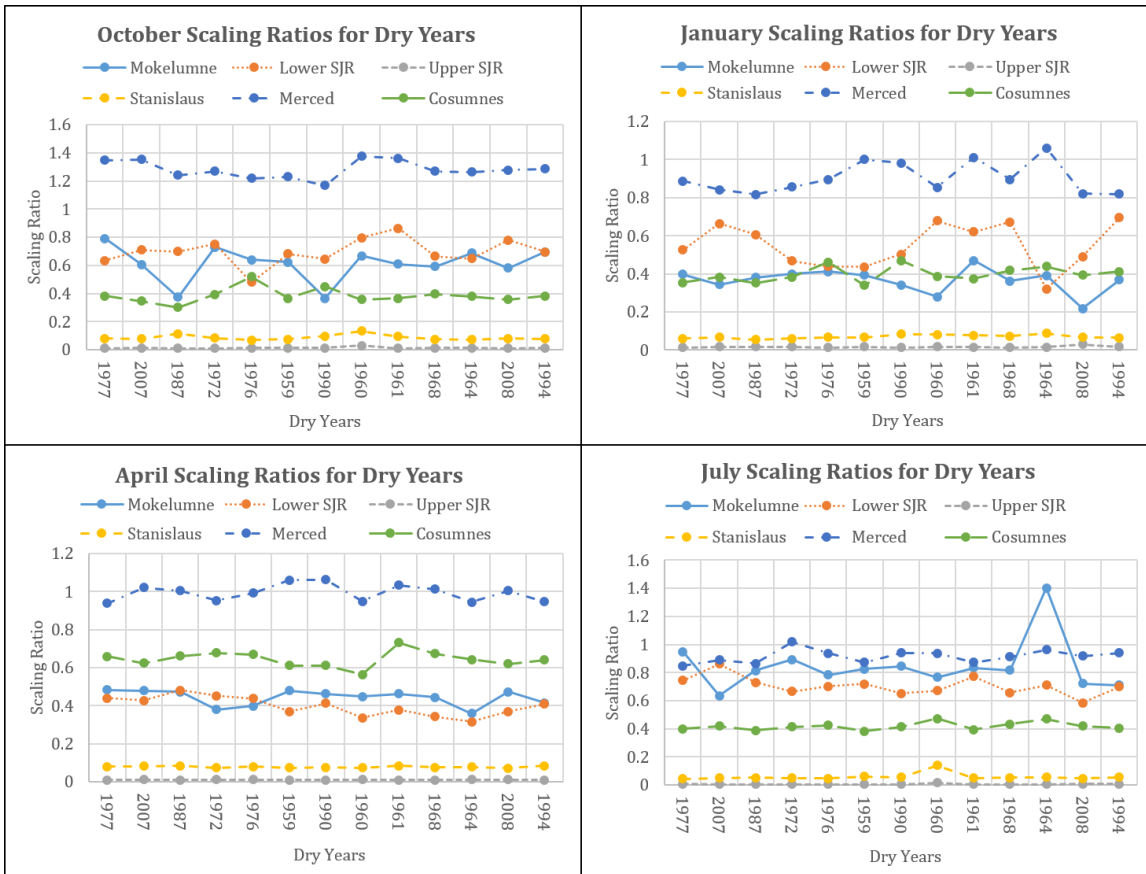 October Scaling Ratios for Dry Years
Mokelumne Lower SJR Upper SJR
Stanislaus Merced Cosumnes
Scaling Ratio
1.6
1.4
1.2
1
0.8
0.6
0.4
0.2
0
1977 2007 1987 1972 1976 1959 1990 1960 1961 1968 1964 2008 1994
Dry Years
January Scaling Ratios for Dry Years
Mokelumne Lower SJR Upper SJR
Stanislaus Merced Cosumnes
Scaling Ratio
1.2
1
0.8
0.6
0.4
0.2
0
1977 2007 1987 1972 1976 1959 1990 1960 1961 1968 1964 2008 1994
Dry Years
April Scaling Ratios for Dry Years
Mokelumne Lower SJR Upper SJR
Stanislaus Merced Cosumnes
Scaling Ratio
1.2
1
0.8
0.6
0.4
0.2
0
1977 2007 1987 1972 1976 1959 1990 1960 1961 1968 1964 2008 1994
Dry Years
July Scaling Ratios for Dry Years
Mokelumne Lower SJR Upper SJR
Stanislaus Merced Cosumnes
Scaling Ratio
1.6
1.4
1.2
1
0.8
0.6
0.4
0.2
0
1977 2007 1987 1972 1976 1959 1990 1960 1961 1968 1964 2008 1994
Dry Years